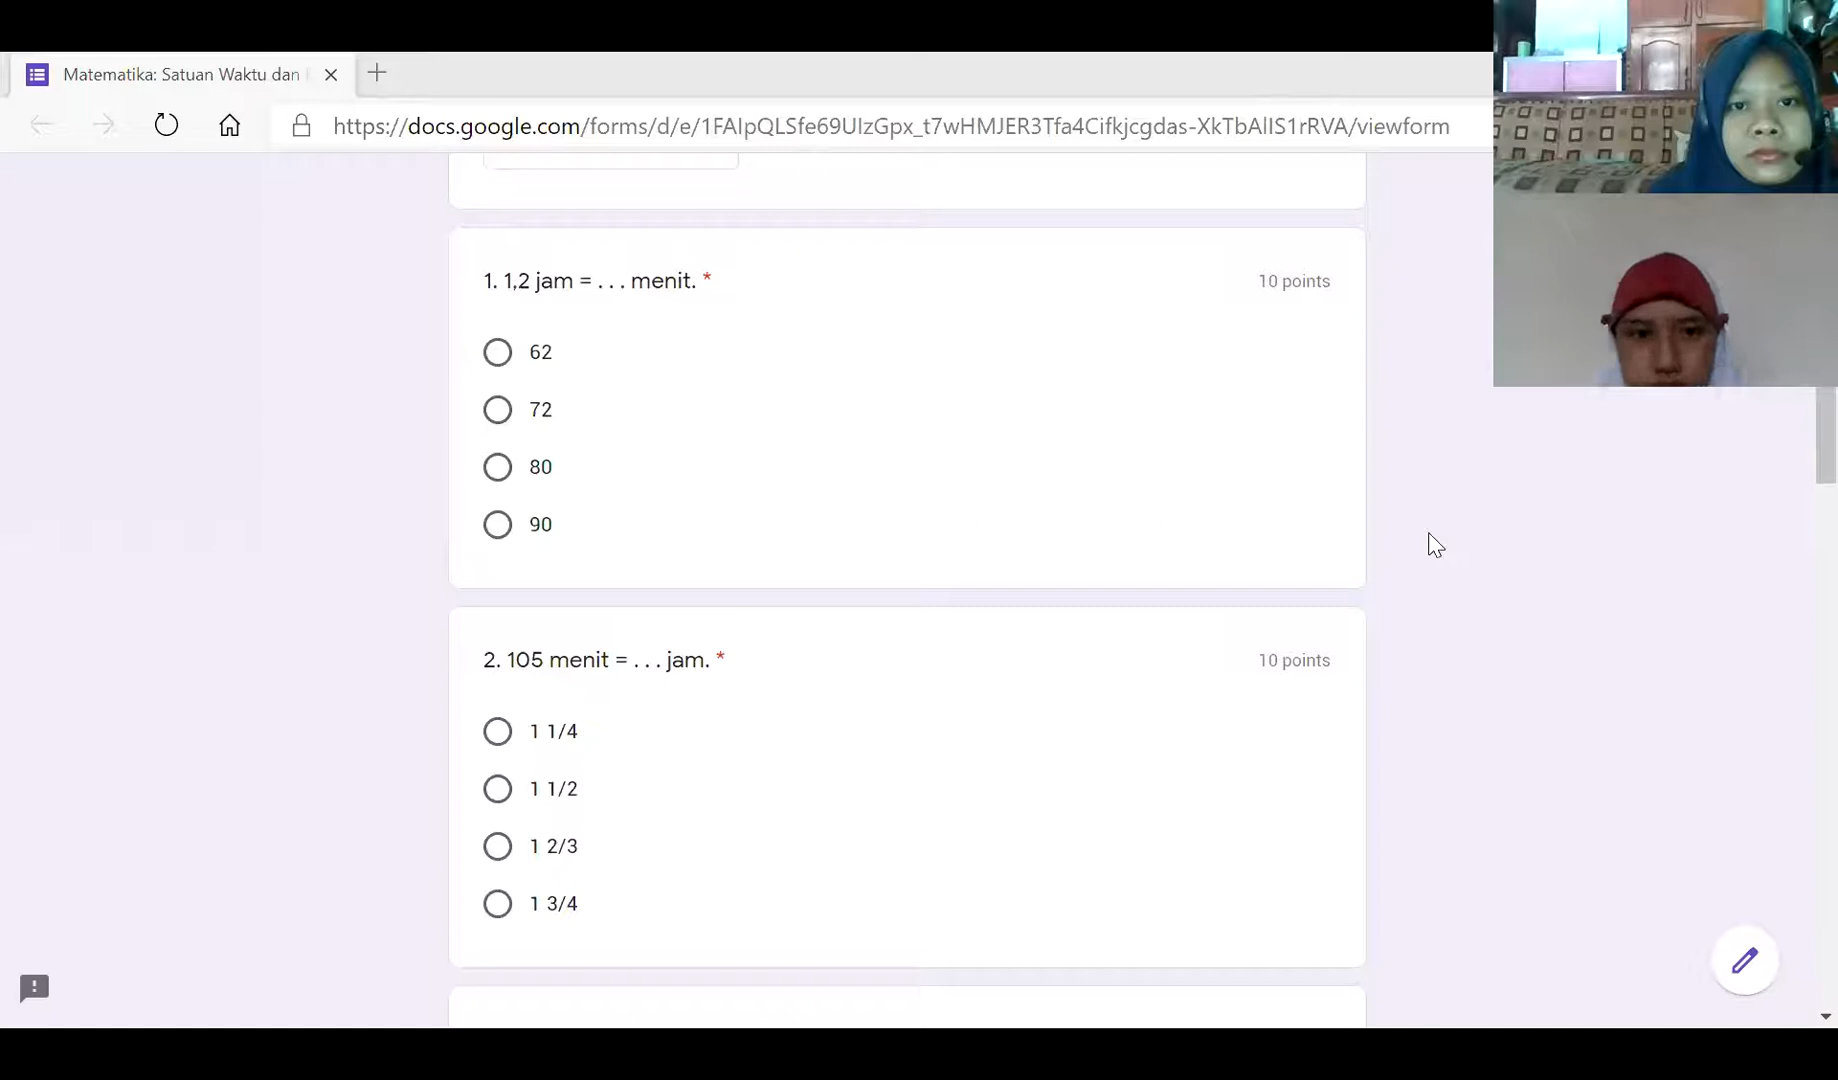 Matematika: Satuan Waktu dan
https://docs.google.com/forms/d/e/1FAIpQLSfe69UIzGpx_t7wHMJER3Tfa4Cifkjcgdas-XkTbAlIS1rRVA/viewform
1. 1,2 jam = . . . menit. *
10 points
62
72
80
90
2. 105 menit = . . . jam. *
10 points
1 1/4
1 1/2
1 2/3
1 3/4